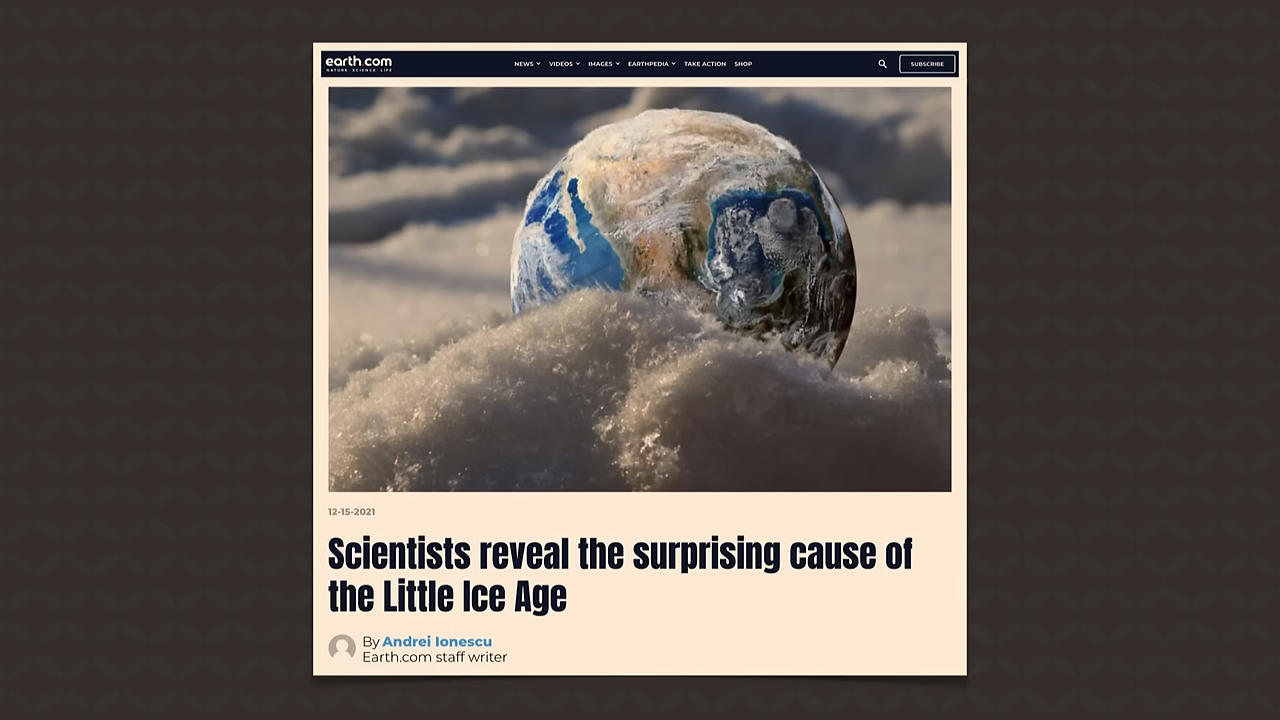 earth.com
NATURE SCIENCE LIFE
NEWS VIDEOS IMAGES EARTHPEDIA TAKE ACTION SHOP
SUBSCRIBE
12-15-2021
Scientists reveal the surprising cause of
the Little Ice Age
By Andrei Ionescu
Earth.com staff writer